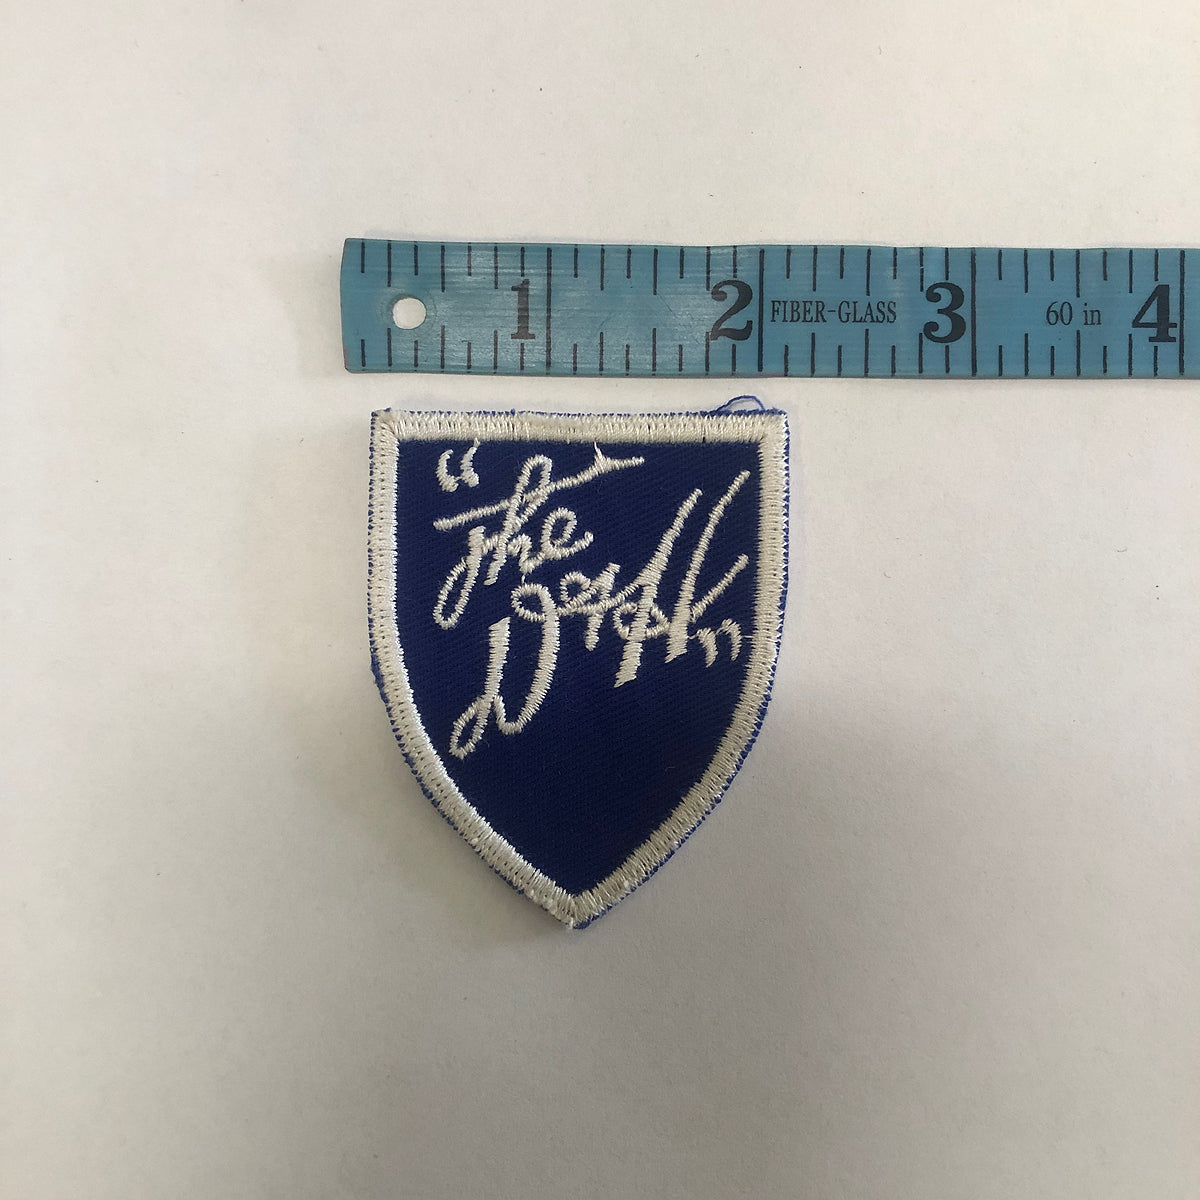 1 2 FIBER-GLASS 3 60 in 4
"The